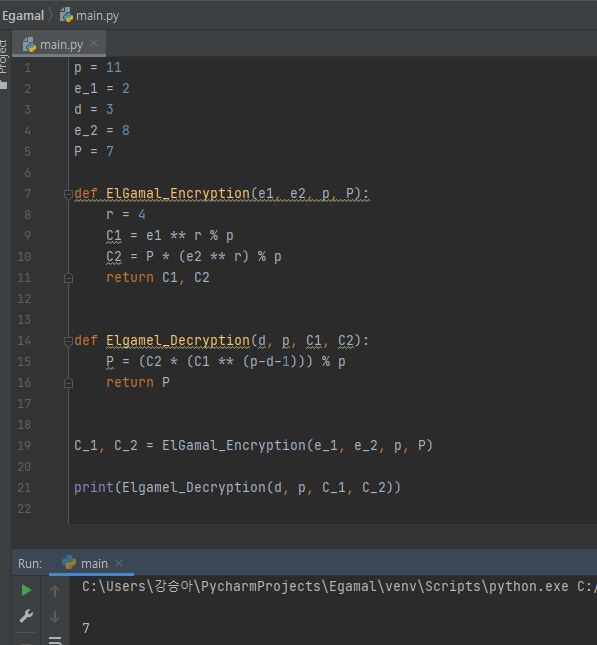 Egamal main.py
main.py
Project
1 p = 11
2 e_1 = 2
3 d = 3
4 e_2 = 8
5 P = 7
6
7 def ElGamal_Encryption(e1, e2, p, P):
8     r = 4
9     C1 = e1 ** r % p
10     C2 = P * (e2 ** r) % p
11     return C1, C2
12
13
14 def Elgamel_Decryption(d, p, C1, C2):
15     P = (C2 * (C1 ** (p-d-1))) % p
16     return P
17
18
19 C_1, C_2 = ElGamal_Encryption(e_1, e_2, p, P)
20
21 print(Elgamel_Decryption(d, p, C_1, C_2))
22
Run: main
C:\Users\강승아\PycharmProjects\Egamal\venv\Scripts\python.exe C:/
7